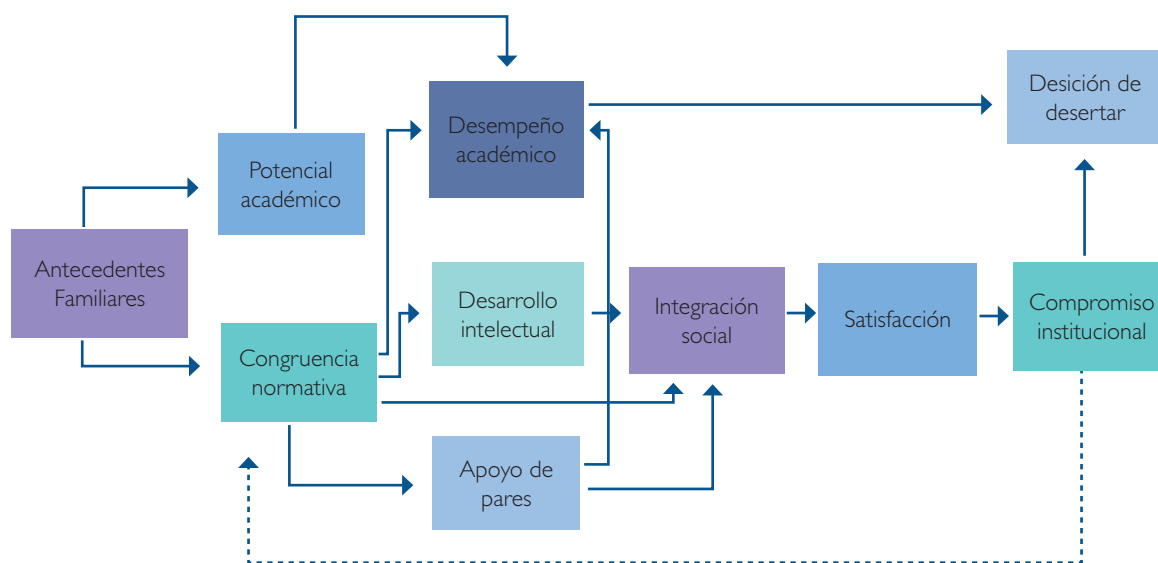 Desición de
desertar
Desempeño
académico
Potencial
académico
Antecedentes
Familiares
Desarrollo
intelectual
Integración
social
Satisfacción
Compromiso
institucional
Congruencia
normativa
Apoyo de
pares